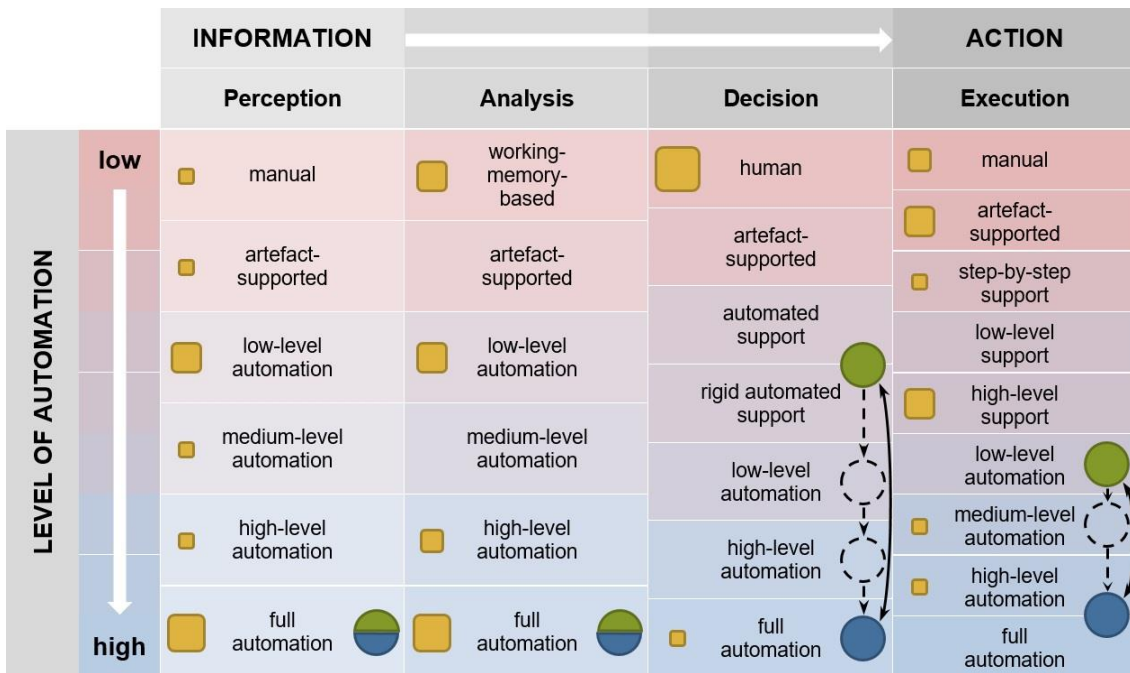 INFORMATION
ACTION
Perception
Analysis
Decision
Execution
LEVEL OF AUTOMATION
low
high
manual
artefact-
supported
low-level
automation
medium-level
automation
high-level
automation
full
automation
working-
memory-
based
artefact-
supported
low-level
automation
medium-level
automation
high-level
automation
full
automation
human
artefact-
supported
automated
support
rigid automated
support
low-level
automation
high-level
automation
full
automation
manual
artefact-
supported
step-by-step
support
low-level
support
high-level
support
low-level
automation
medium-level
automation
high-level
automation
full
automation